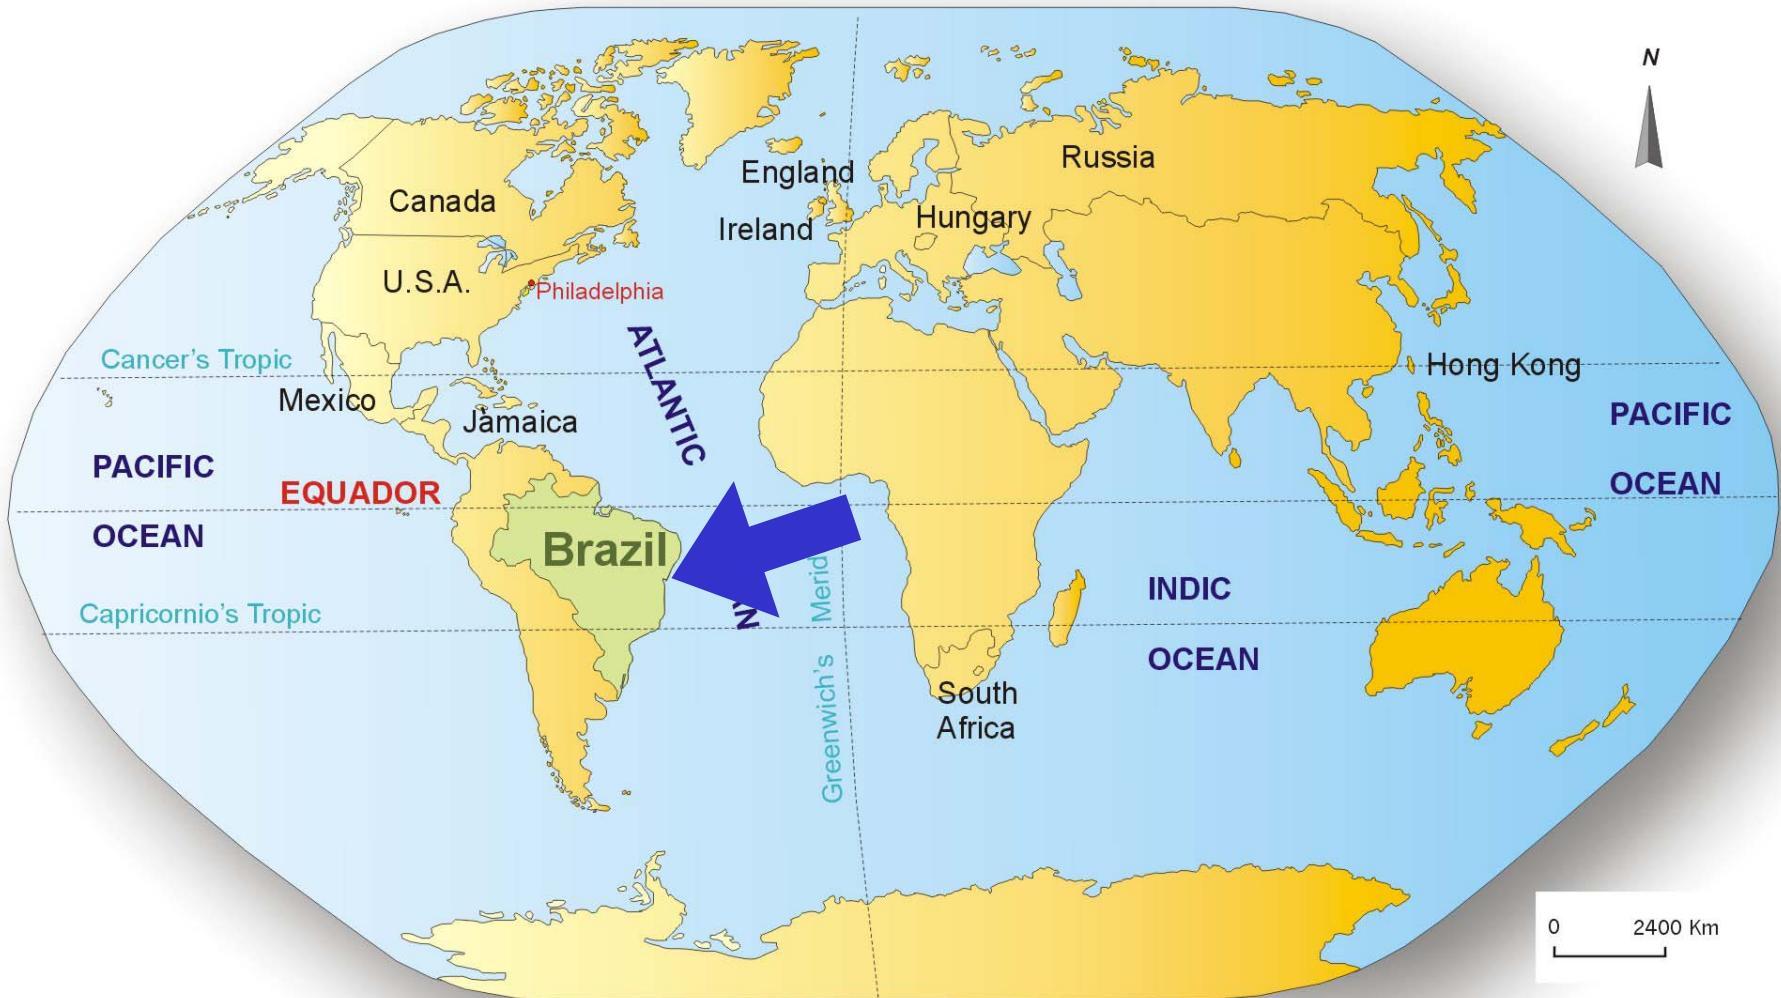 N
England
Russia
Canada
Ireland
Hungary
U.S.A.
Philadelphia
Cancer's Tropic
ATLANTIC
Hong Kong
Mexico
Jamaica
PACIFIC
OCEAN
EQUADOR
PACIFIC
OCEAN
Brazil
AN
Greenwich's Merid
INDIC
OCEAN
Capricornio's Tropic
South
Africa
0 2400 Km